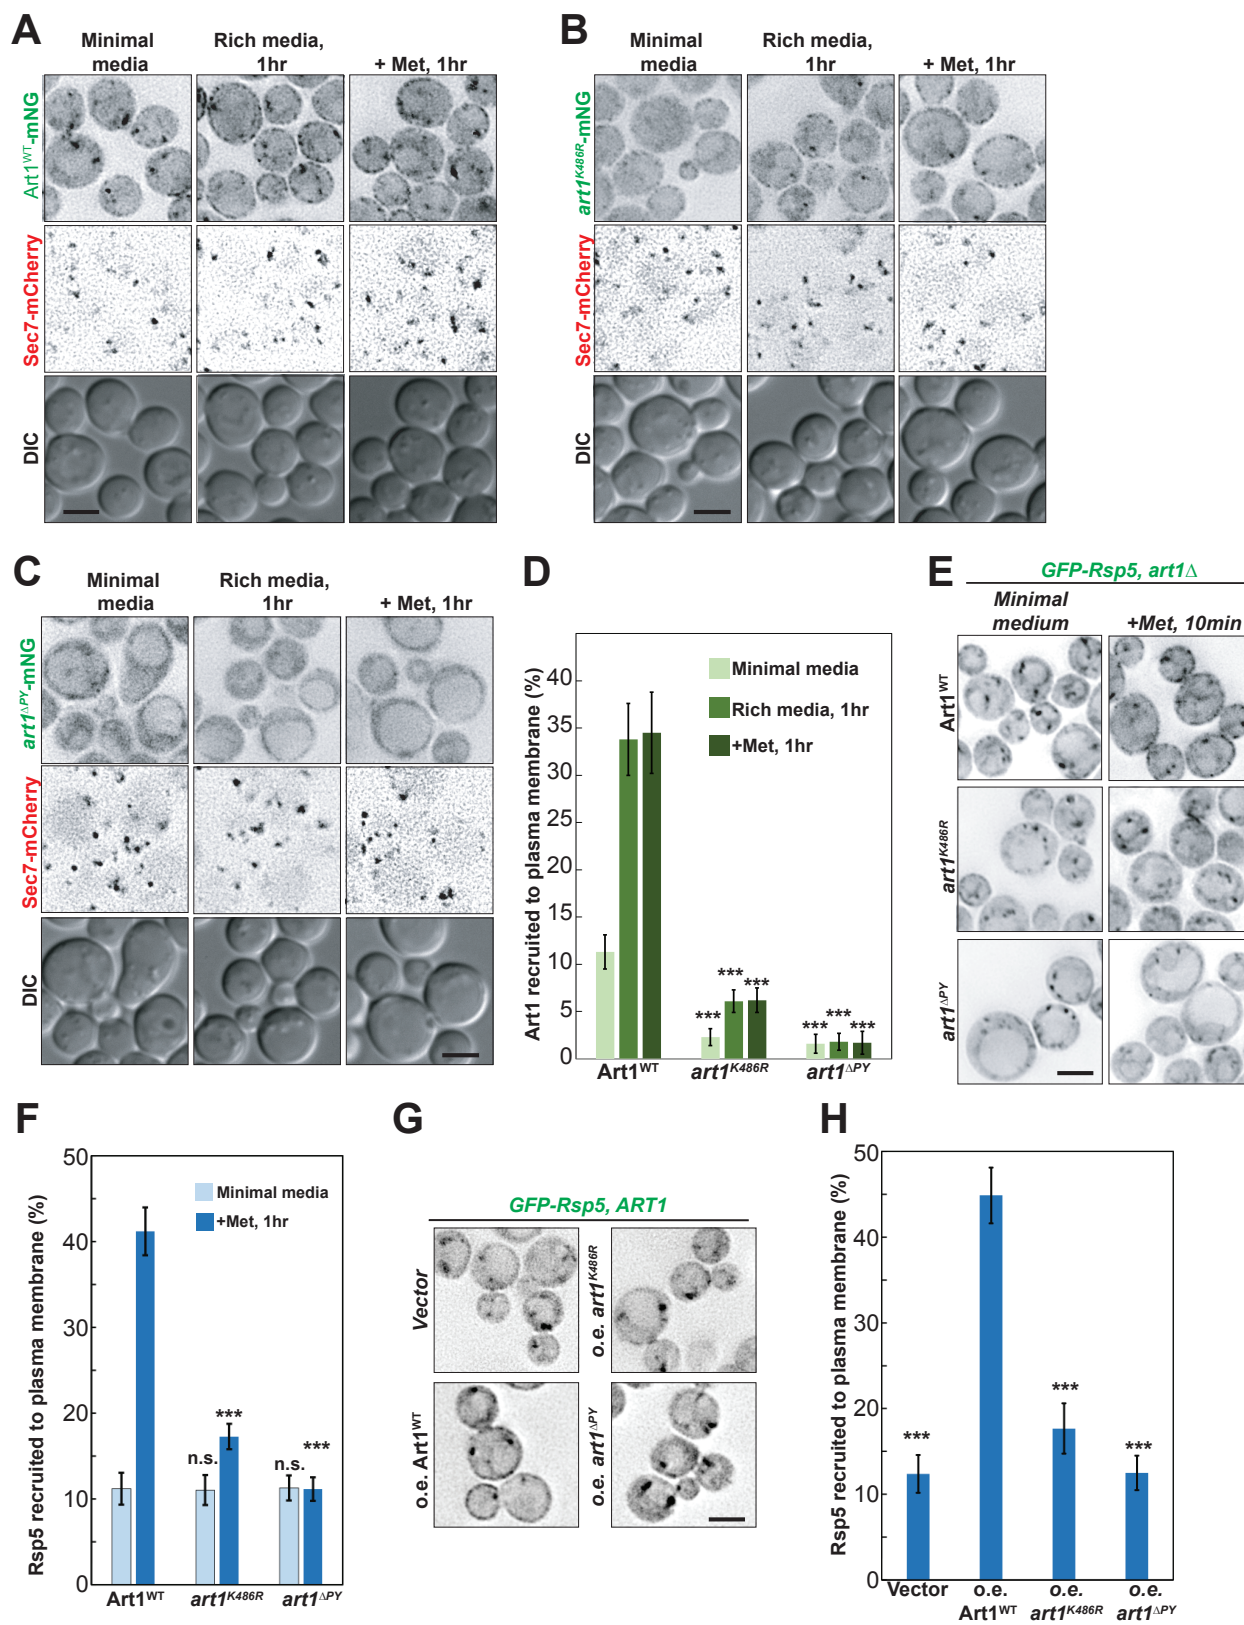 A
Minimal
media
Rich media,
1hr
+ Met, 1hr
Art1WT-mNG
Sec7-mCherry
DIC
B
Minimal
media
Rich media,
1hr
+ Met, 1hr
art1K486R-mNG
Sec7-mCherry
DIC
C
Minimal
media
Rich media,
1hr
+ Met, 1hr
art1ΔPY-mNG
Sec7-mCherry
DIC
D
Art1 recruited to plasma membrane (%)
40
35
30
25
20
15
10
5
0
Minimal media
Rich media, 1hr
+Met, 1hr
*** *** ***
*** *** ***
Art1WT art1K486R art1ΔPY
E
GFP-Rsp5, art1Δ
Minimal
medium
+Met, 10min
Art1WT
art1K486R
art1ΔPY
F
Rsp5 recruited to plasma membrane (%)
50
40
30
20
10
0
Minimal media
+Met, 1hr
n.s. ***
n.s. ***
Art1WT art1K486R art1ΔPY
G
GFP-Rsp5, ART1
Vector
o.e. art1K486R
o.e. Art1WT
o.e. art1ΔPY
H
Rsp5 recruited to plasma membrane (%)
50
40
30
20
10
0
***
***
***
Vector
o.e.
Art1WT
o.e.
art1K486R
o.e.
art1ΔPY